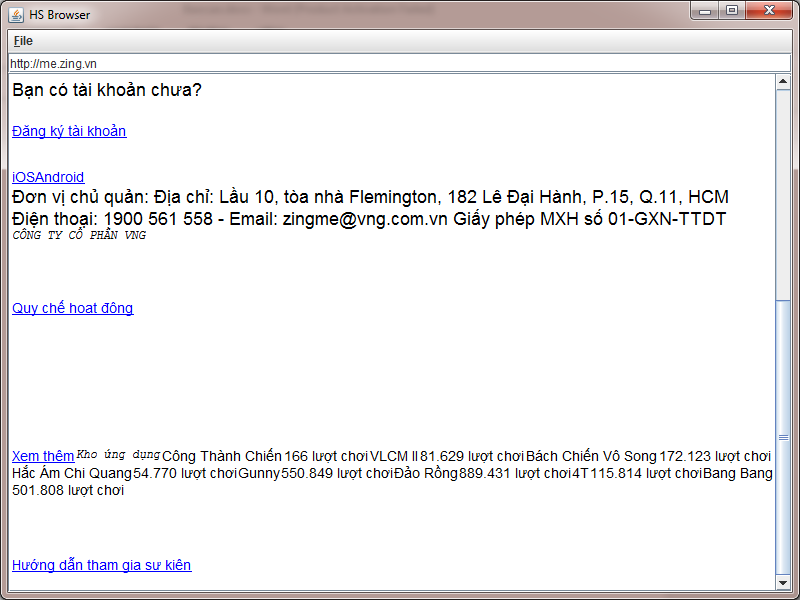 HS Browser
File
http://me.zing.vn
Bạn có tài khoản chưa?
Đăng ký tài khoản
iOSAndroid
Đơn vị chủ quản: Địa chỉ: Lầu 10, tòa nhà Flemington, 182 Lê Đại Hành, P.15, Q.11, HCM
Điện thoại: 1900 561 558 - Email: zingme@vng.com.vn Giấy phép MXH số 01-GXN-TTDT
CÔNG TY CỔ PHẦN VNG
Quy chế hoạt động
Xem thêmKho ứng dụngCông Thành Chiến166 lượt chơiVLCM II81.629 lượt chơiBách Chiến Vô Song172.123 lượt chơi
Hắc Ám Chi Quang54.770 lượt chơiGunny550.849 lượt chơiĐảo Rồng889.431 lượt chơi4T115.814 lượt chơiBang Bang
501.808 lượt chơi
Hướng dẫn tham gia sự kiện